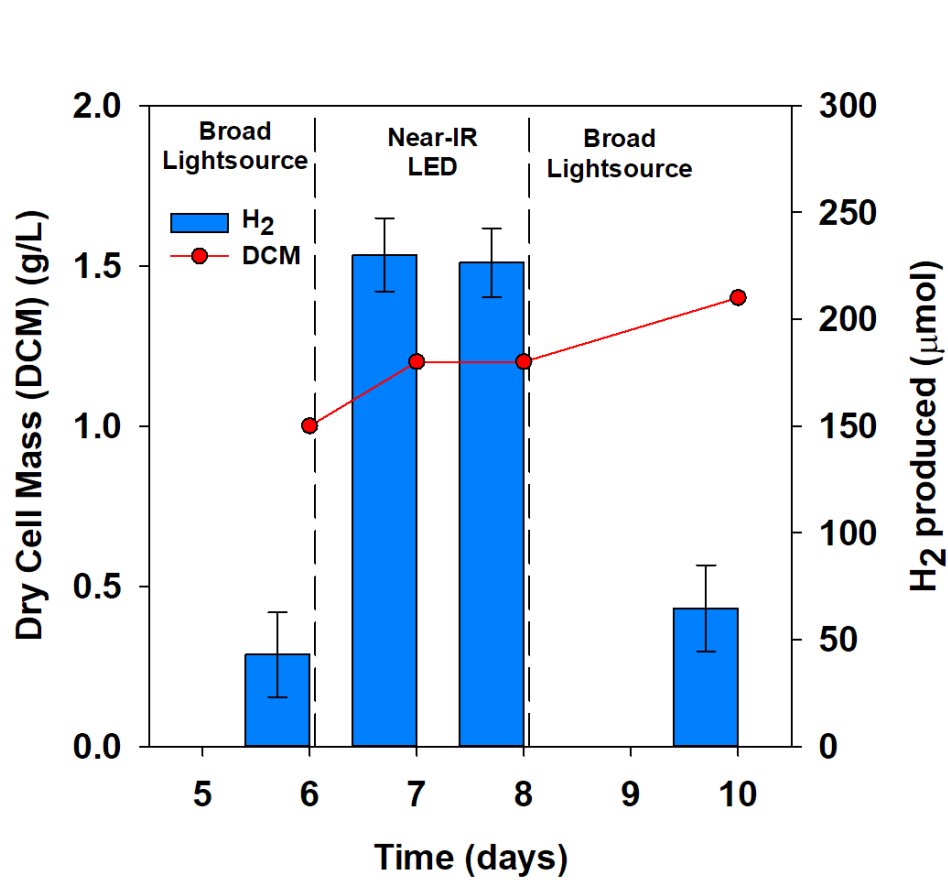 Broad
Lightsource
Near-IR
LED
Broad
Lightsource
H2
DCM
2.0
1.5
1.0
0.5
0.0
Dry Cell Mass (DCM) (g/L)
300
250
200
150
100
50
0
H2 produced (μmol)
5 6 7 8 9 10
Time (days)